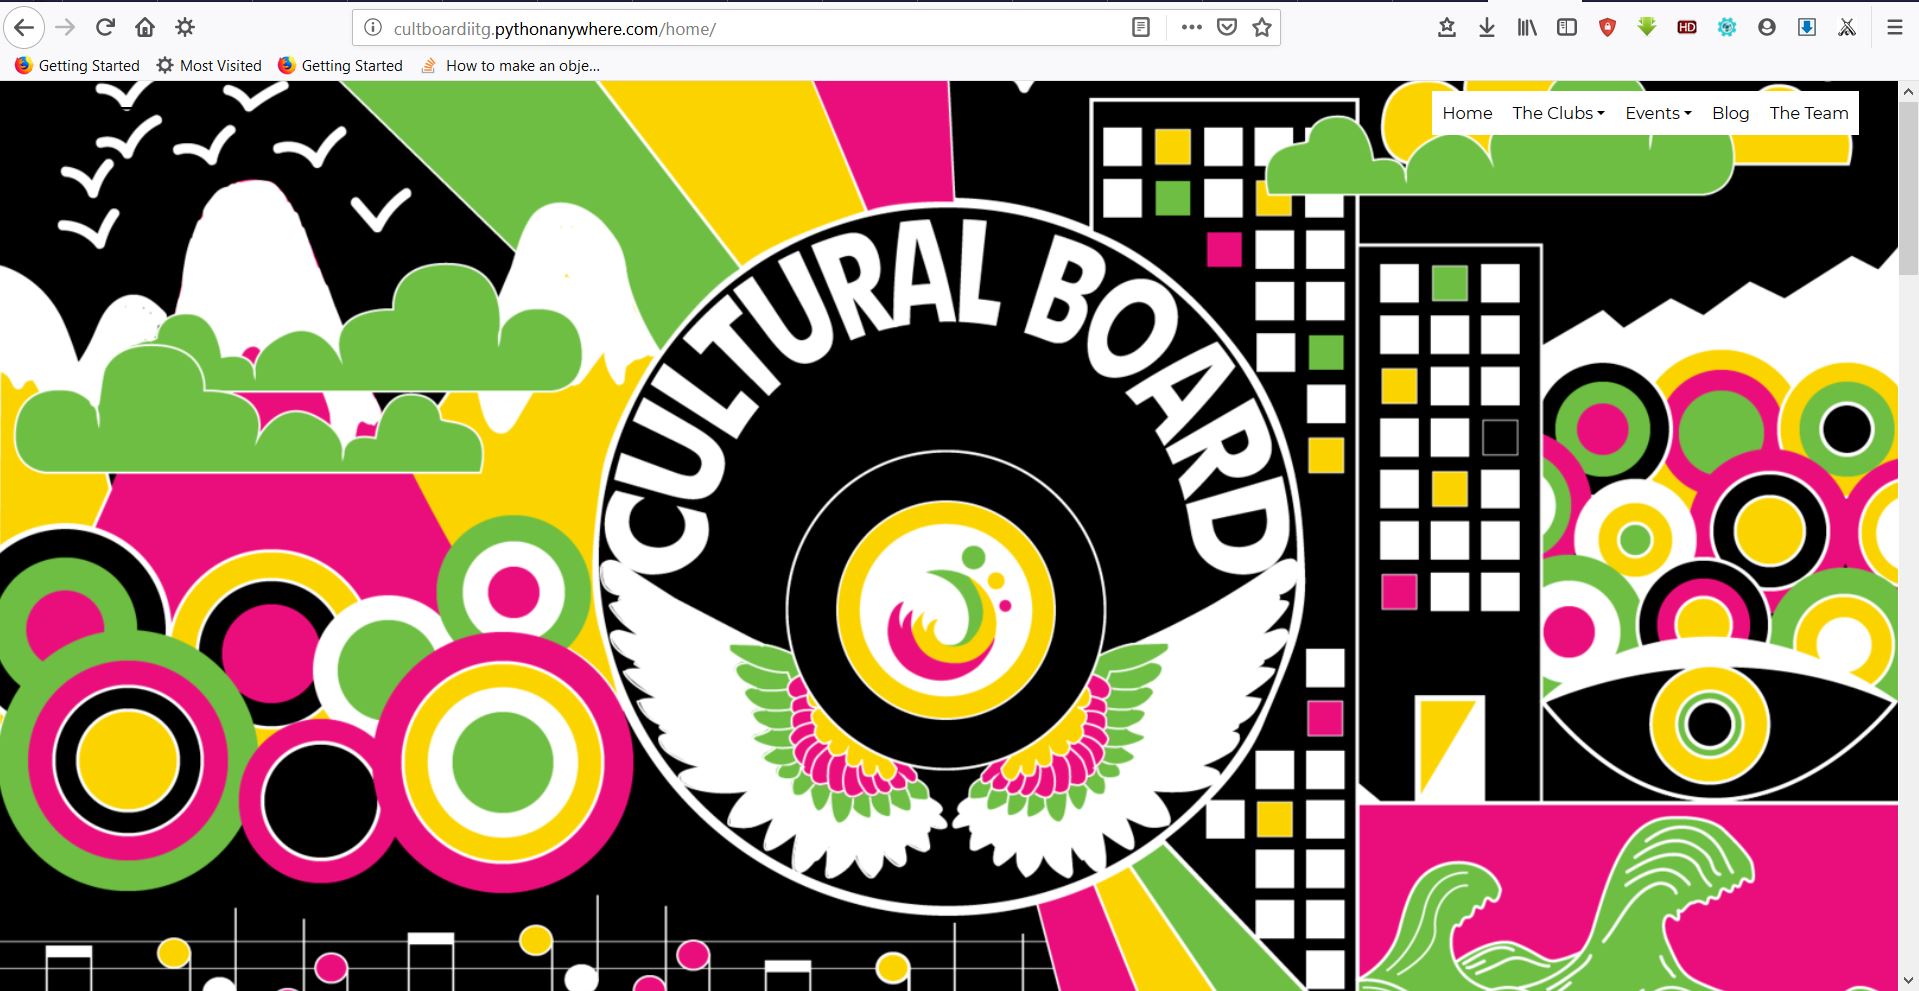 cultboardiitg.pythonanywhere.com/home/
HD
Getting Started Most Visited Getting Started How to make an obje...
Home The Clubs Events Blog The Team
CULTURAL BOARD